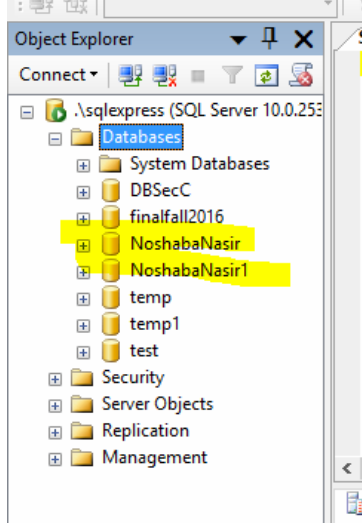 Object Explorer
Connect
.\sqlexpress (SQL Server 10.0.253
Databases
System Databases
DBSecC
finalfall2016
NoshabaNasir
NoshabaNasir1
temp
temp1
test
Security
Server Objects
Replication
Management